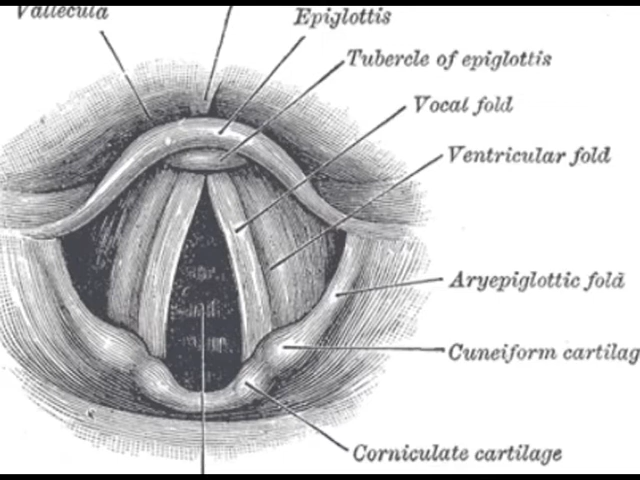 Vallecula
Epiglottis
Tubercle of epiglottis
Vocal fold
Ventricular fold
Aryepiglottic fold
Cuneiform cartilag
Corniculate cartilage